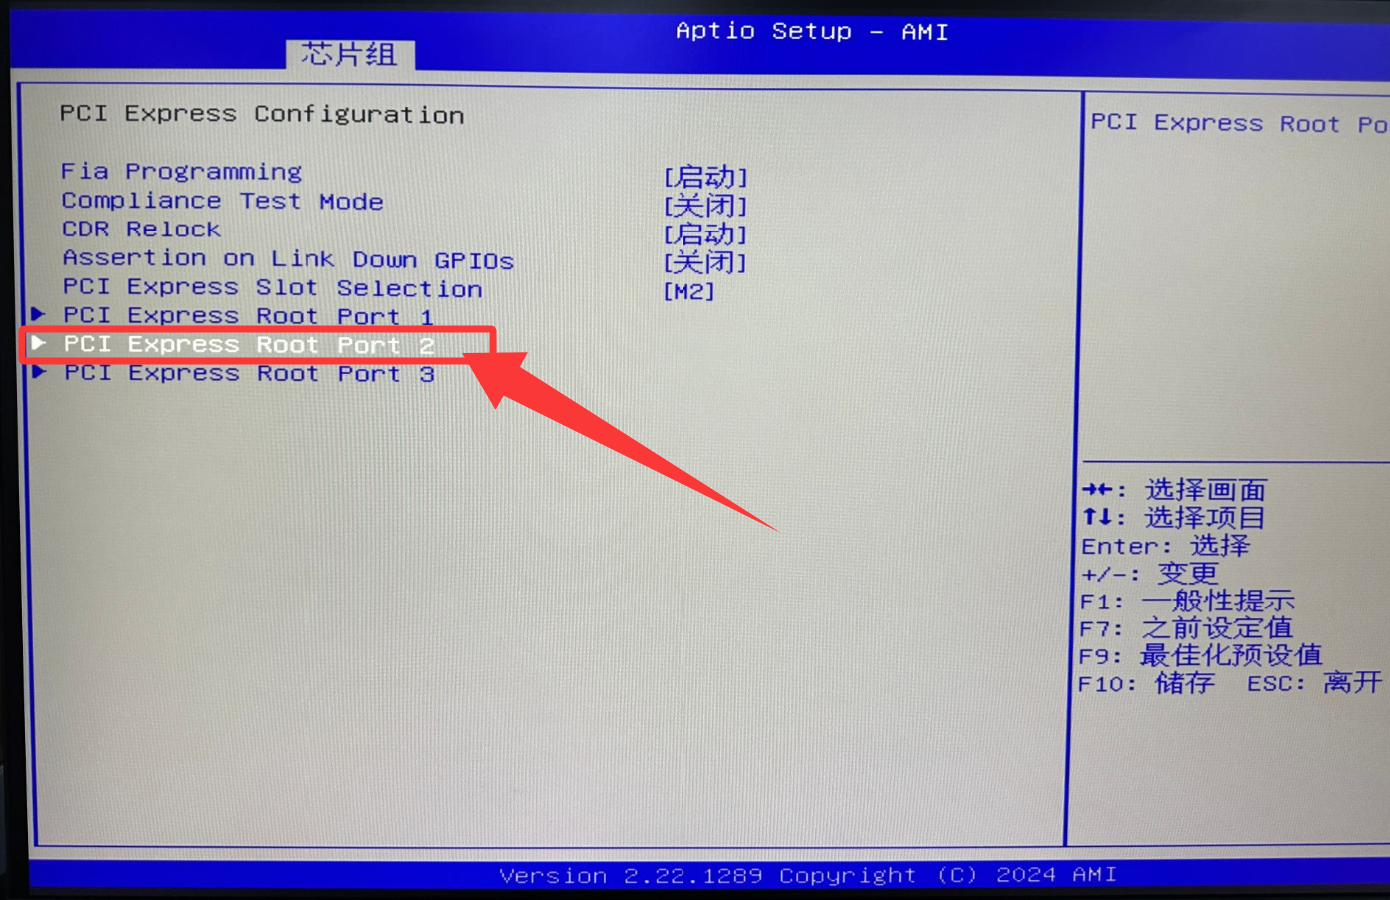 Aptio Setup - AMI
芯片组
PCI Express Configuration
Fia Programming [启动]
Compliance Test Mode [关闭]
CDR Relock [启动]
Assertion on Link Down GPIOs [关闭]
PCI Express Slot Selection [M2]
PCI Express Root Port 1
PCI Express Root Port 2
PCI Express Root Port 3
PCI Express Root Po
→←: 选择画面
↑↓: 选择项目
Enter: 选择
+/-: 变更
F1: 一般性提示
F7: 之前设定值
F9: 最佳化预设值
F10: 储存 ESC: 离开
Version 2.22.1289 Copyright (C) 2024 AMI